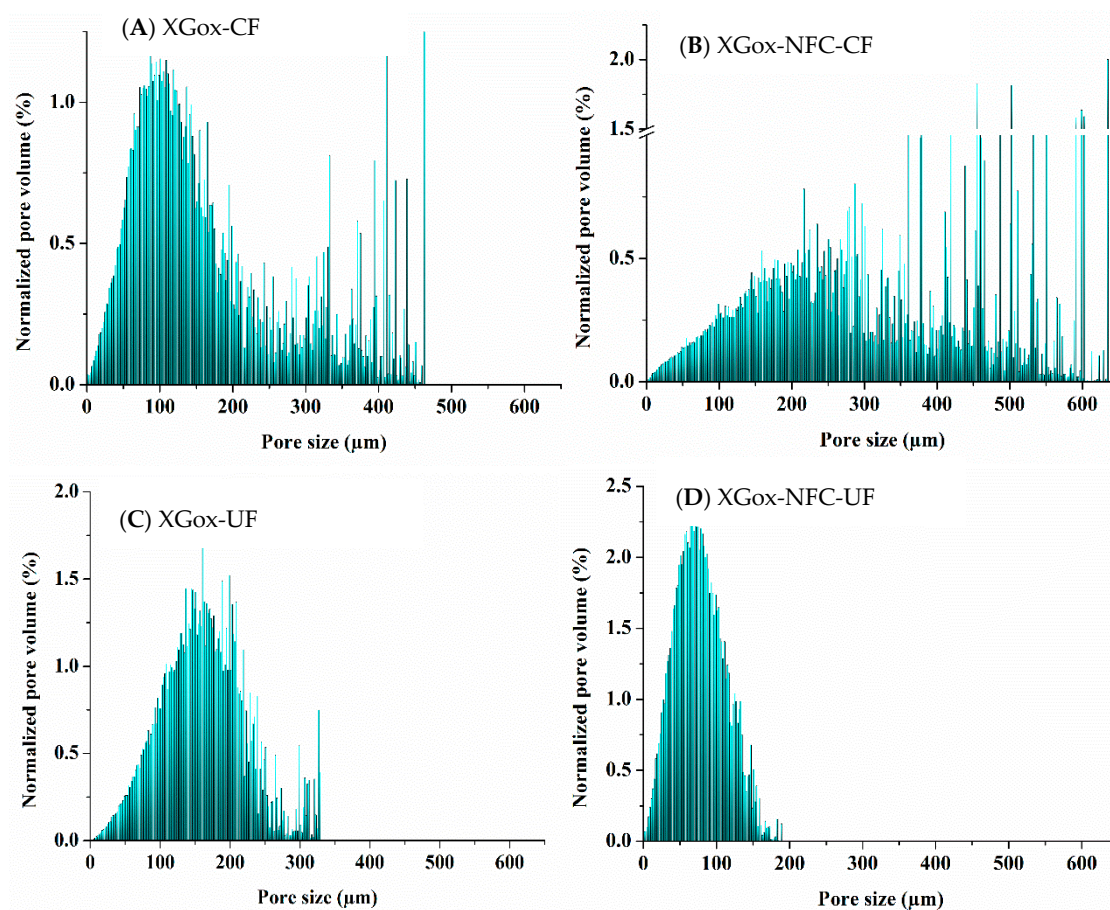 (A) XGox-CF
Normalized pore volume (%)
1.0
0.5
0.0
0 100 200 300 400 500 600
Pore size (µm)
(B) XGox-NFC-CF
Normalized pore volume (%)
2.0
1.5
0.5
0.0
0 100 200 300 400 500 600
Pore size (µm)
(C) XGox-UF
Normalized pore volume (%)
2.0
1.5
1.0
0.5
0.0
0 100 200 300 400 500 600
Pore size (µm)
(D) XGox-NFC-UF
Normalized pore volume (%)
2.5
2.0
1.5
1.0
0.5
0.0
0 100 200 300 400 500 600
Pore size (µm)